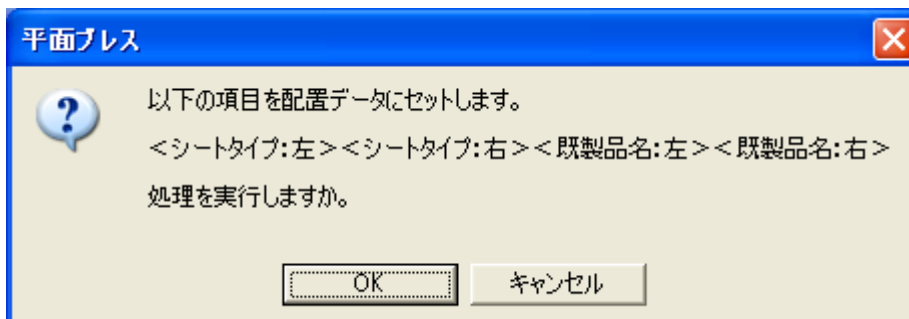 平面ブレス
以下の項目を配置データにセットします。
＜シートタイプ:左＞＜シートタイプ:右＞＜既製品名:左＞＜既製品名:右＞
処理を実行しますか。
OK
キャンセル